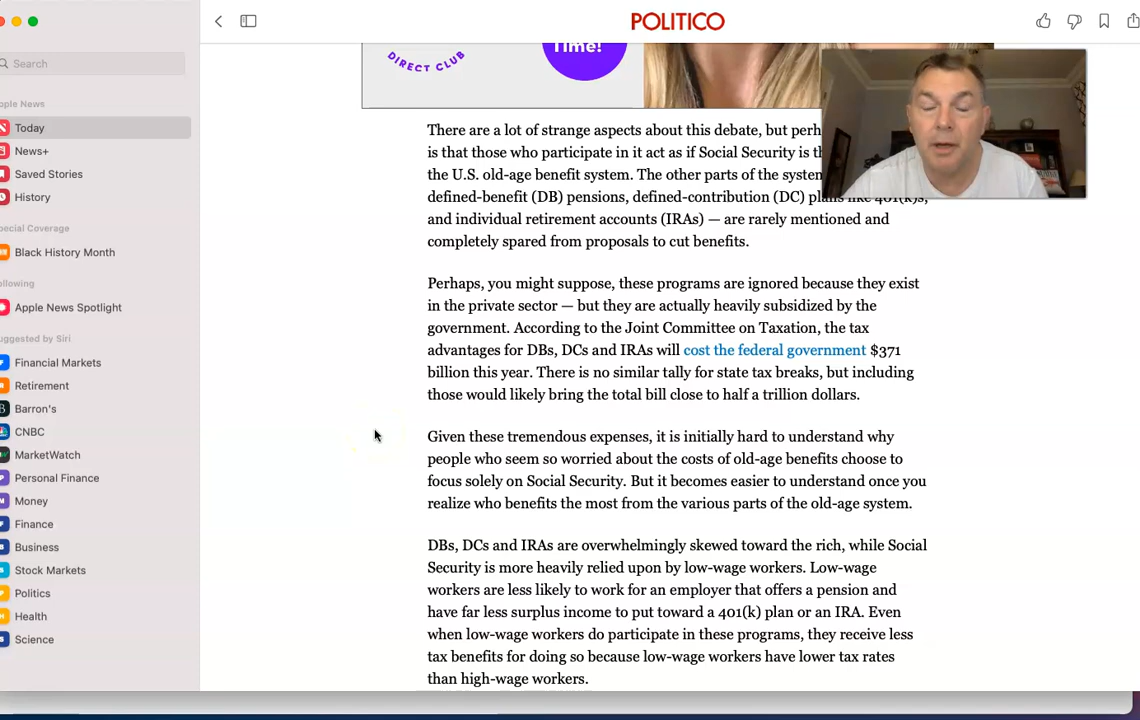 POLITICO
Search
pple News
Today
News+
Saved Stories
History
pecial Coverage
Black History Month
ollowing
Apple News Spotlight
uggested by Siri
Financial Markets
Retirement
Barron's
CNBC
MarketWatch
Personal Finance
Money
Finance
Business
Stock Markets
Politics
Health
Science
Time!
DIRECT CLUB
There are a lot of strange aspects about this debate, but perh
is that those who participate in it act as if Social Security is th
the U.S. old-age benefit system. The other parts of the system
defined-benefit (DB) pensions, defined-contribution (DC) plans like 401(k)s,
and individual retirement accounts (IRAs) — are rarely mentioned and
completely spared from proposals to cut benefits.
Perhaps, you might suppose, these programs are ignored because they exist
in the private sector — but they are actually heavily subsidized by the
government. According to the Joint Committee on Taxation, the tax
advantages for DBs, DCs and IRAs will cost the federal government $371
billion this year. There is no similar tally for state tax breaks, but including
those would likely bring the total bill close to half a trillion dollars.
Given these tremendous expenses, it is initially hard to understand why
people who seem so worried about the costs of old-age benefits choose to
focus solely on Social Security. But it becomes easier to understand once you
realize who benefits the most from the various parts of the old-age system.
DBs, DCs and IRAs are overwhelmingly skewed toward the rich, while Social
Security is more heavily relied upon by low-wage workers. Low-wage
workers are less likely to work for an employer that offers a pension and
have far less surplus income to put toward a 401(k) plan or an IRA. Even
when low-wage workers do participate in these programs, they receive less
tax benefits for doing so because low-wage workers have lower tax rates
than high-wage workers.